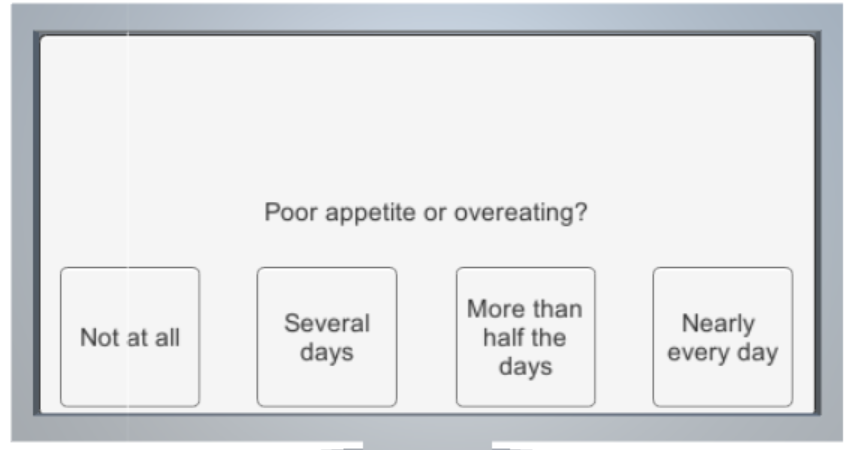 Poor appetite or overeating?
Not at all
Several
days
More than
half the
days
Nearly
every day